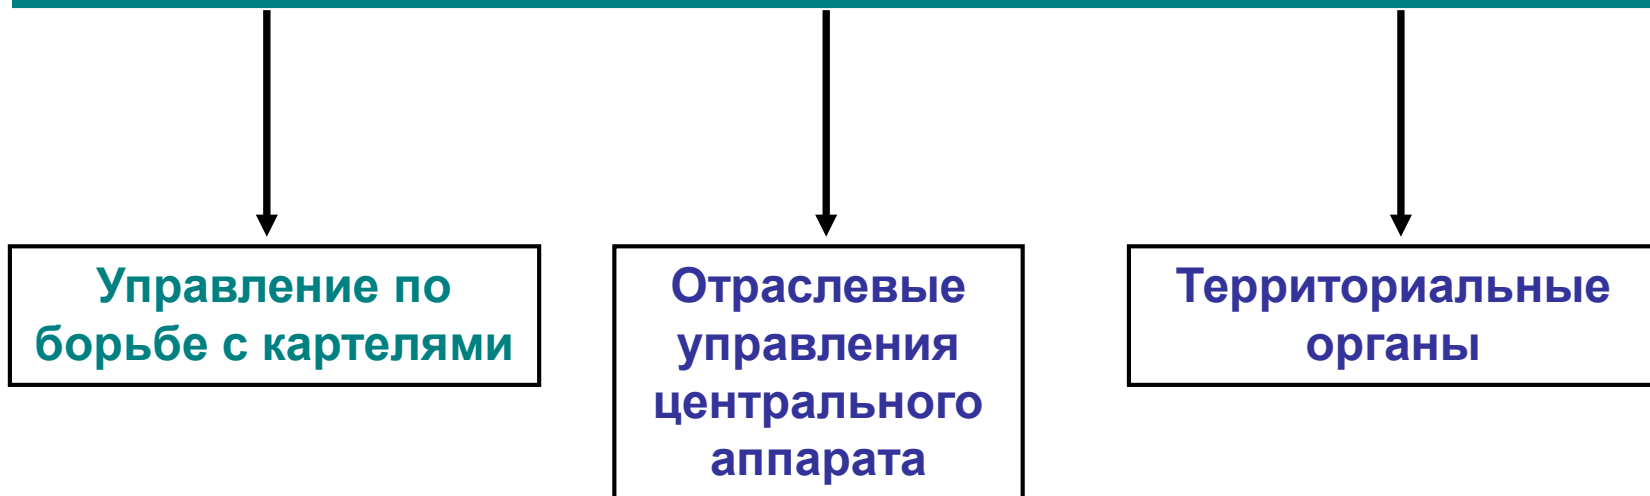 Управление по
борьбе с картелями
Отраслевые
управления
центрального
аппарата
Территориальные
органы